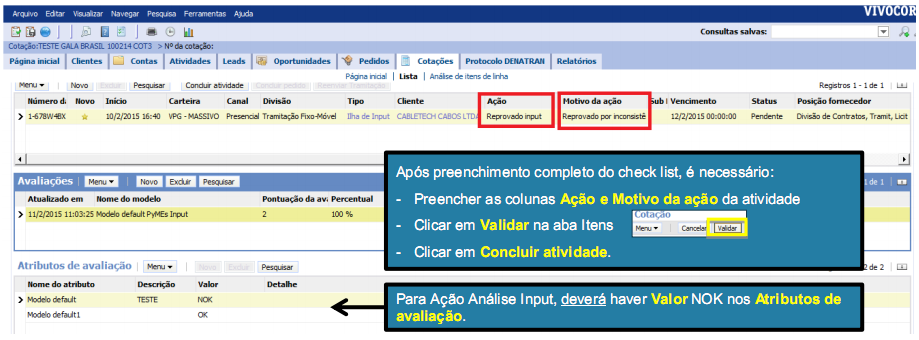 Arquivo Editar Visualizar Navegar Pesquisa Ferramentas Ajuda VIVOCOR
Consultas salvas:
Cotação:TESTE GALA BRASIL 100214 COT3 > Nº da cotação:
Página inicial Clientes Contas Atividades Leads Oportunidades Pedidos Cotações Protocolo DENATRAN Relatórios
Página inicial | Lista | Análise de itens de linha
Menu Novo Excluir Pesquisar Concluir atividade Concluir pedido Registros 1 - 1 de 1
Número d Novo Início Carteira Canal Divisão Tipo Cliente Ação Motivo da ação Sub Vencimento Status Posição fornecedor
1-678W4BX 10/2/2015 16:40 VPG - MASSIVO Presencial Tramitação Fixo-Móvel Ilha de Input CABLETECH CABOS LTDA Reprovado input Reprovado por inconsistê 12/2/2015 00:00:00 Pendente Divisão de Contratos, Tramit, Licit
Após preenchimento completo do check list, é necessário:
- Preencher as colunas Ação e Motivo da ação da atividade
- Clicar em Validar na aba Itens
Cotação
Menu Cancelar Validar
- Clicar em Concluir atividade.
Avaliações Menu Novo Excluir Pesquisar de 1
Atualizado em Nome do modelo Pontuação da ava Percentual
11/2/2015 11:03:25 Modelo default PyMEs Input 2 100 %
Atributos de avaliação Menu Novo Excluir Pesquisar 2 de 2
Nome do atributo Descrição Valor Detalhe
Modelo default TESTE NOK
Modelo default1 OK
Para Ação Análise Input, deverá haver Valor NOK nos Atributos de
avaliação.